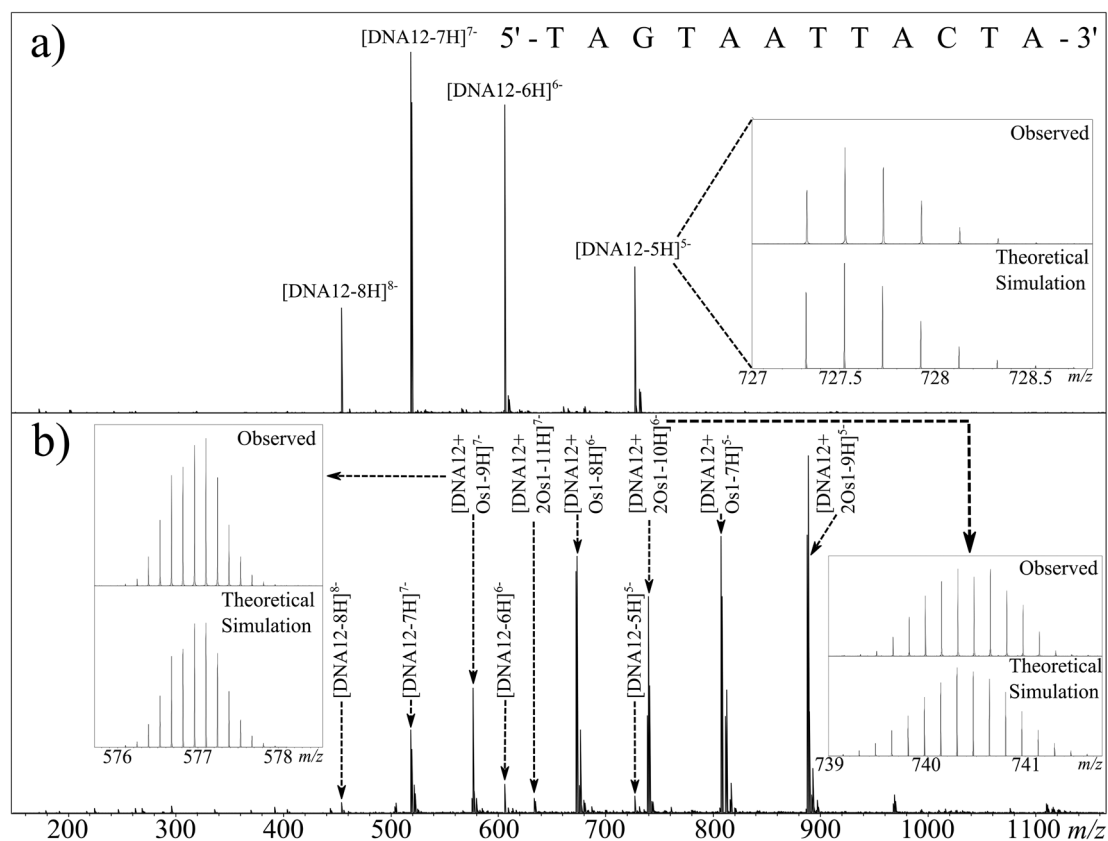 a)
5' - T A G T A A T T A C T A - 3'
[DNA12-7H]7-
[DNA12-6H]6-
[DNA12-5H]5-
[DNA12-8H]8-
Observed
Theoretical
Simulation
727 727.5 728 728.5 m/z
b)
Observed
Theoretical
Simulation
576 577 578 m/z
[DNA12-8H]8-
[DNA12-7H]7-
[DNA12+
Os1-9H]7-
[DNA12-6H]6-
[DNA12+
2Os1-11H]7-
[DNA12+
Os1-8H]6-
[DNA12-5H]5-
[DNA12+
2Os1-10H]6-
[DNA12+
Os1-7H]5-
[DNA12+
2Os1-9H]5-
Observed
Theoretical
Simulation
739 740 741 m/z
200 300 400 500 600 700 800 900 1000 1100 m/z